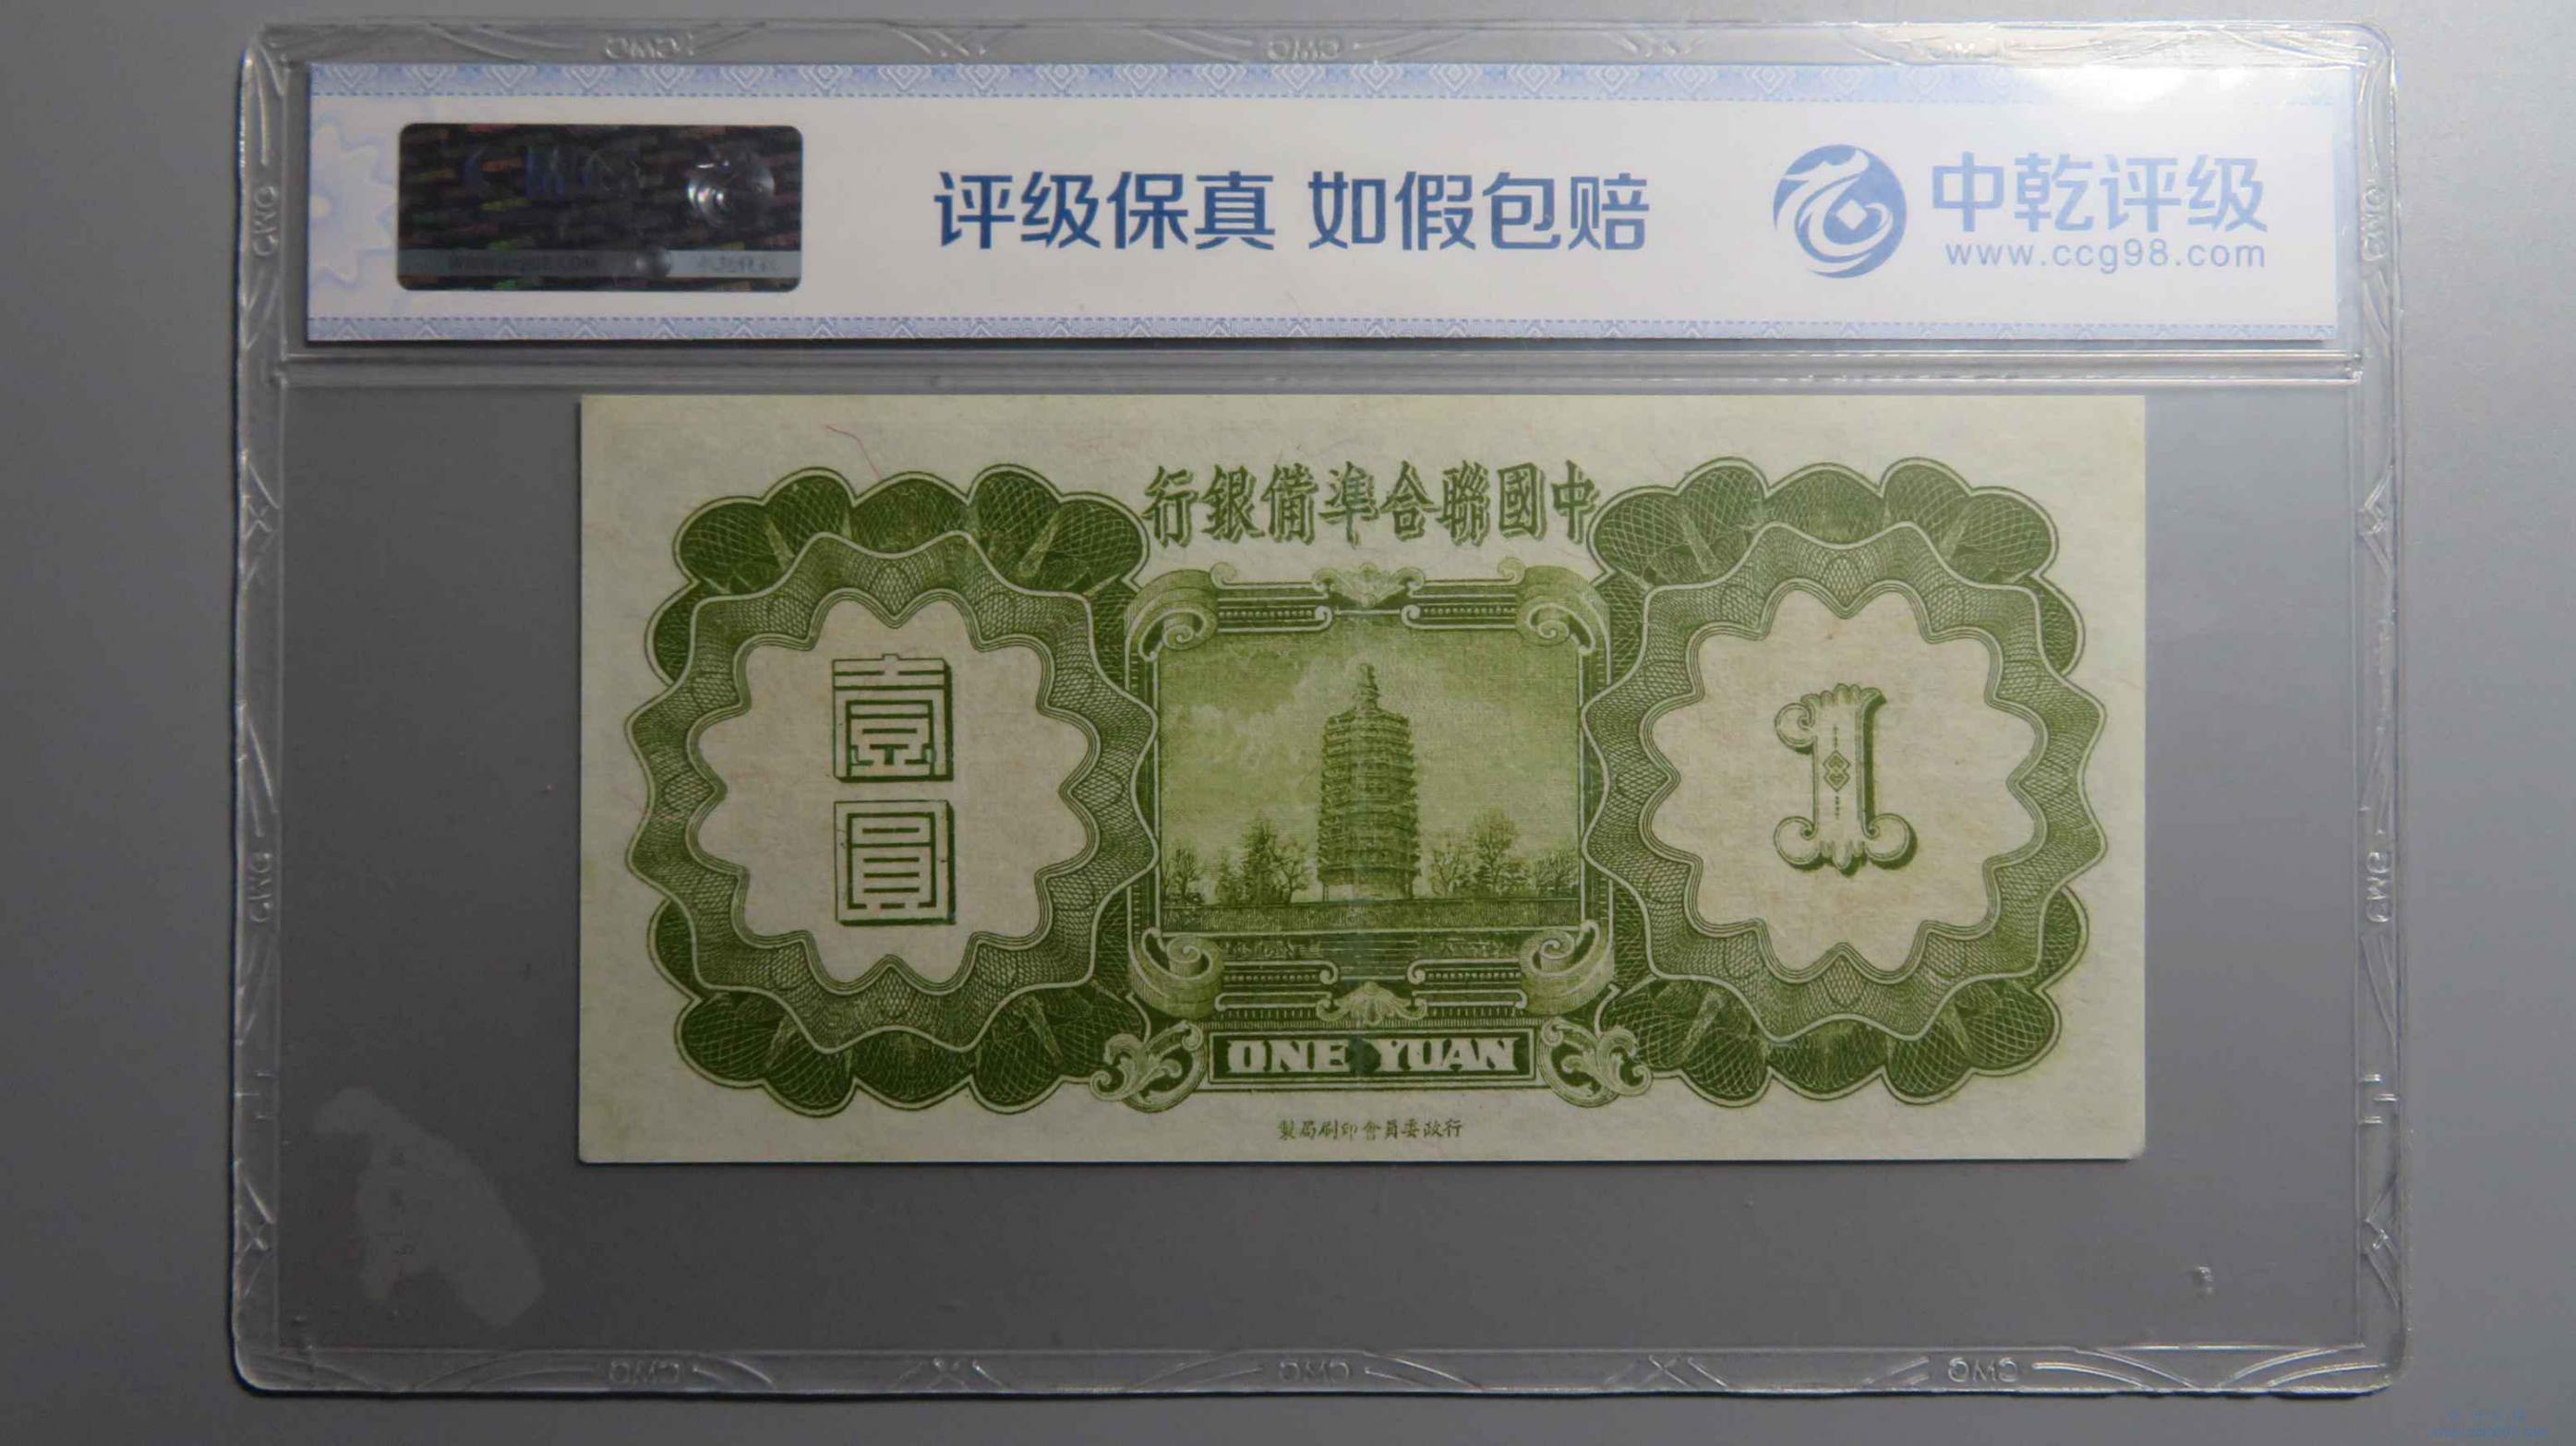 评级保真 如假包赔
中乾评级
www.ccg98.com
行銀備準合聯國中
壹
圓
1
ONE YUAN
製局刷印會員委政行